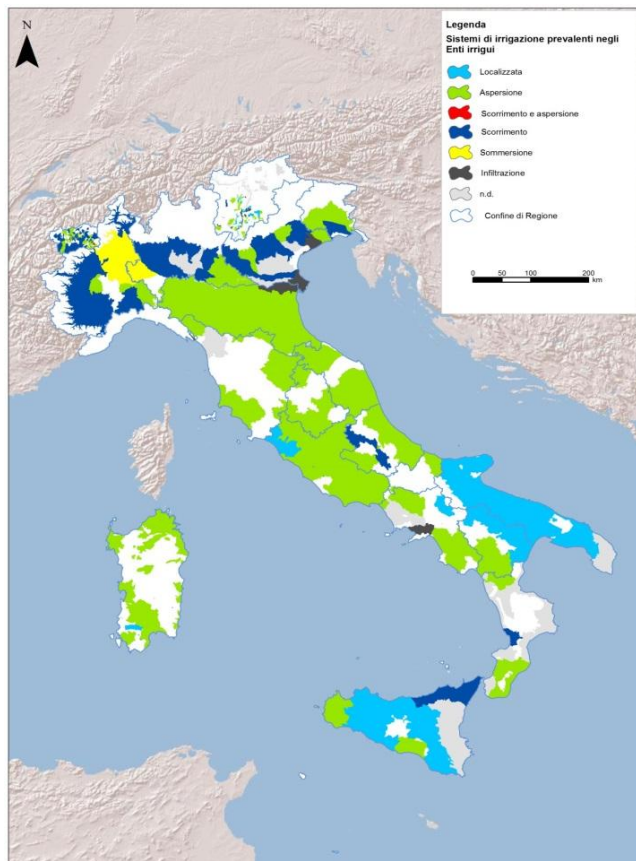 N
Legenda
Sistemi di irrigazione prevalenti negli
Enti irrigui
Localizzata
Aspersione
Scorrimento e aspersione
Scorrimento
Sommersione
Infiltrazione
n.d.
Confine di Regione
0 50 100 200
km